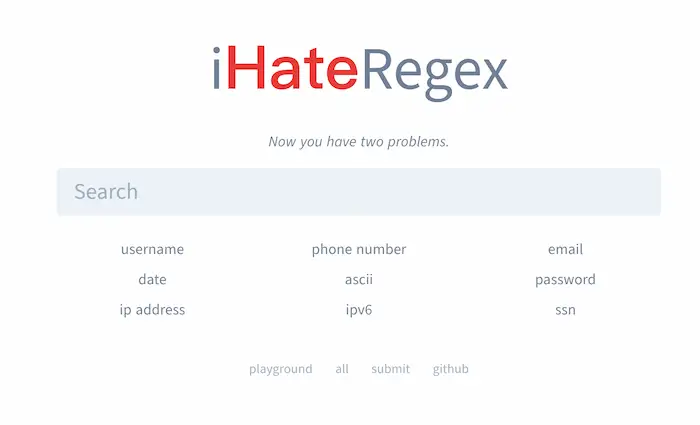 iHateRegex
Now you have two problems.
Search
username phone number email
date ascii password
ip address ipv6 ssn
playground all submit github